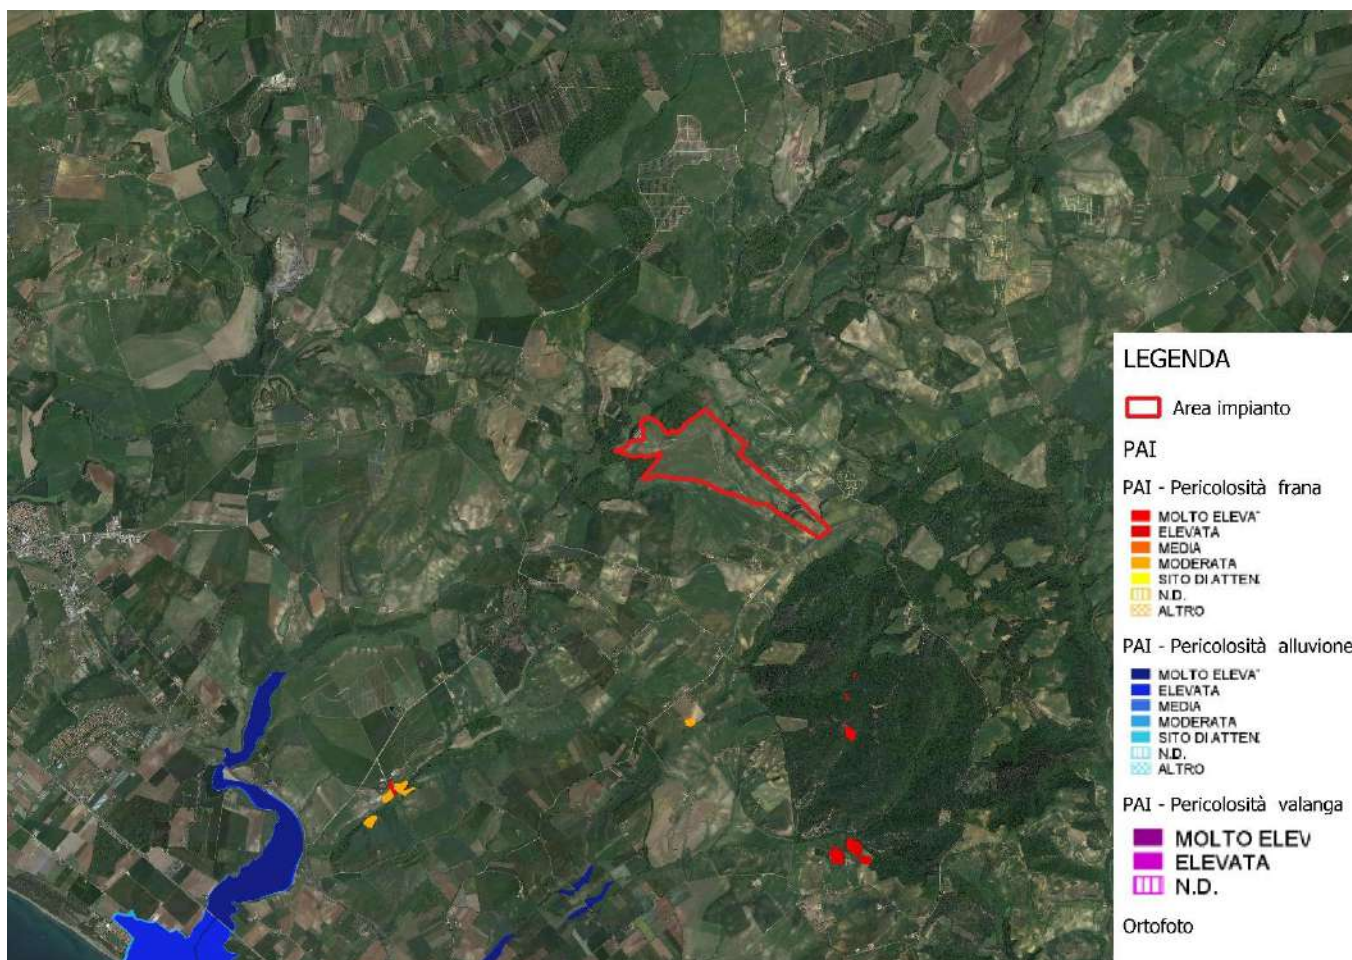 LEGENDA
Area impianto
PAI
PAI - Pericolosità frana
MOLTO ELEVA
ELEVATA
MEDIA
MODERATA
SITO DI ATTEN
N.D.
ALTRO
PAI - Pericolosità alluvione
MOLTO ELEVA
ELEVATA
MEDIA
MODERATA
SITO DI ATTEN
N.D.
ALTRO
PAI - Pericolosità valanga
MOLTO ELEV
ELEVATA
N.D.
Ortofoto